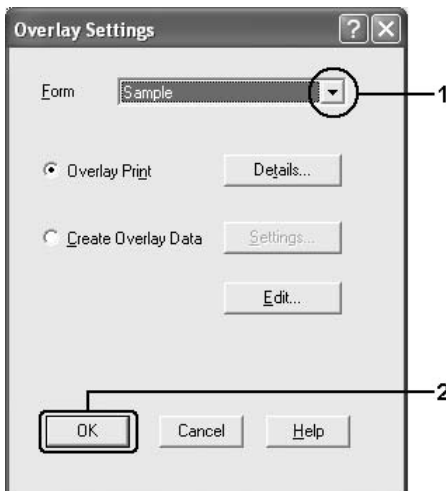 Overlay Settings
Form Sample 1
Overlay Print Details...
Create Overlay Data Settings...
Edit...
2
OK Cancel Help